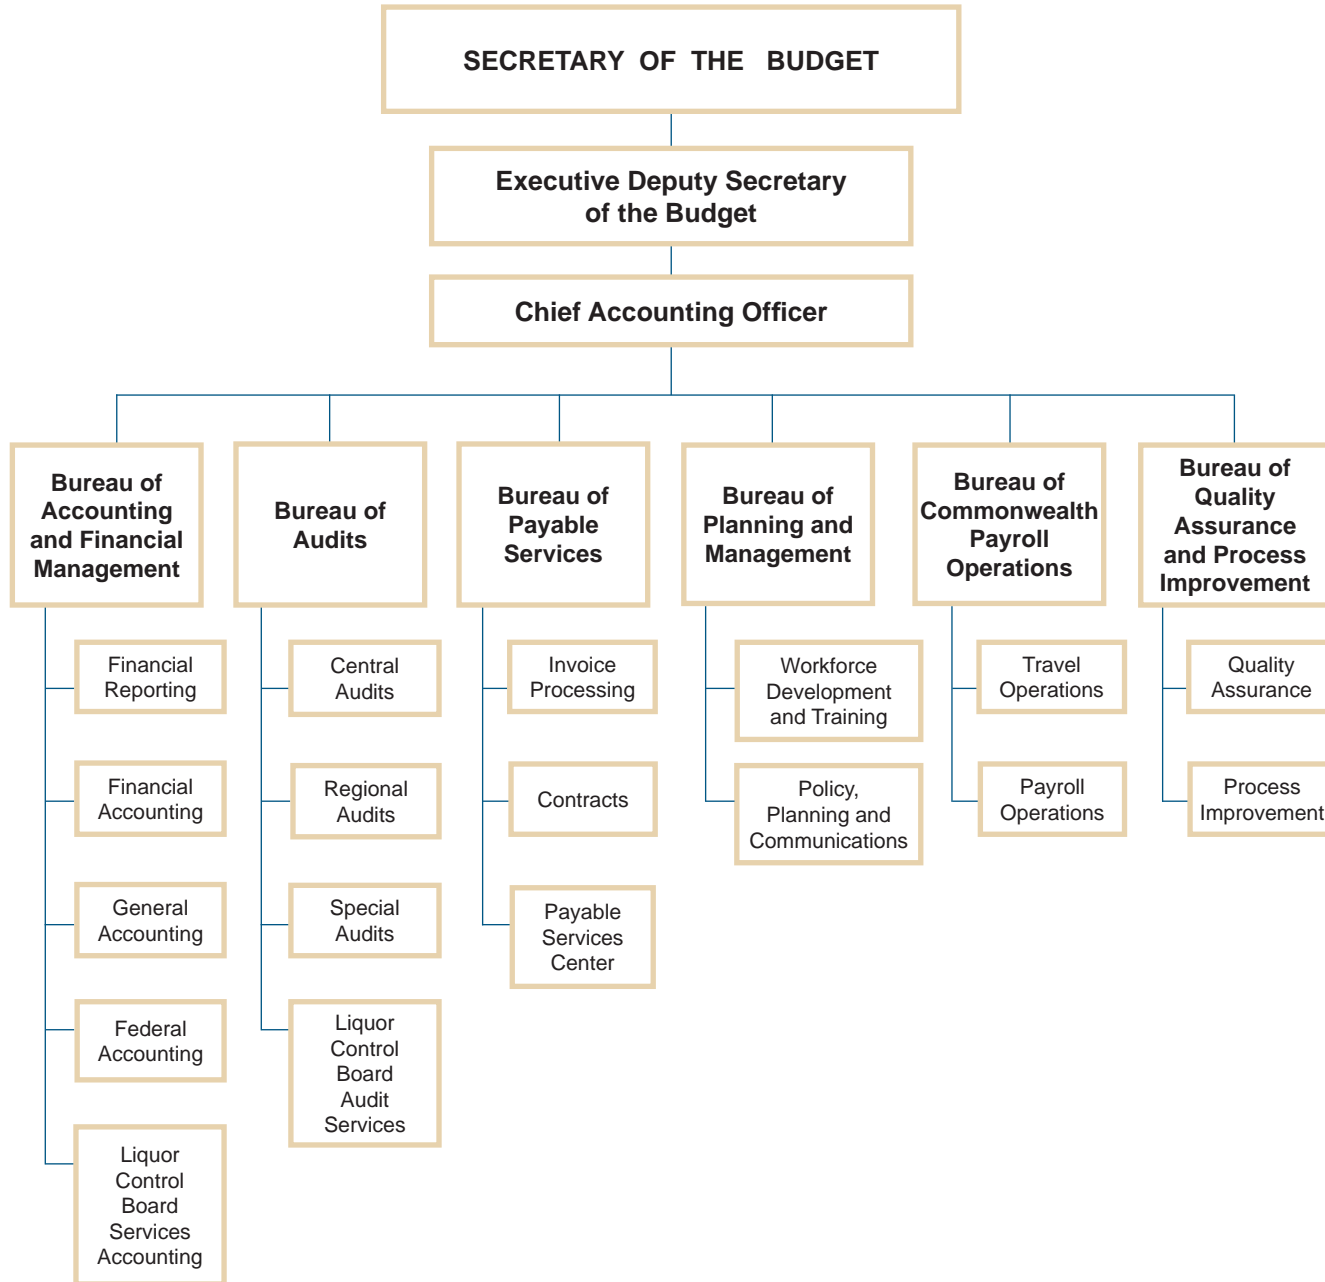 SECRETARY OF THE BUDGET
Executive Deputy Secretary
of the Budget
Chief Accounting Officer
Bureau of
Accounting
and Financial
Management
Financial
Reporting
Financial
Accounting
General
Accounting
Federal
Accounting
Liquor
Control
Board
Services
Accounting
Bureau of
Audits
Central
Audits
Regional
Audits
Special
Audits
Liquor
Control
Board
Audit
Services
Bureau of
Payable
Services
Invoice
Processing
Contracts
Payable
Services
Center
Bureau of
Planning and
Management
Workforce
Development
and Training
Policy,
Planning and
Communications
Bureau of
Commonwealth
Payroll
Operations
Travel
Operations
Payroll
Operations
Bureau of
Quality
Assurance
and Process
Improvement
Quality
Assurance
Process
Improvement